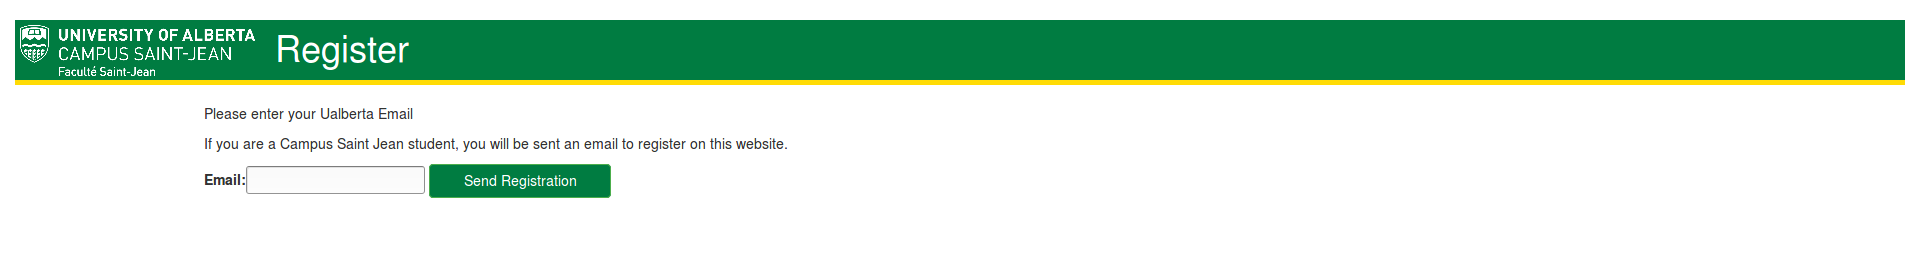 UNIVERSITY OF ALBERTA
CAMPUS SAINT-JEAN
Faculté Saint-Jean
Register
Please enter your Ualberta Email
If you are a Campus Saint Jean student, you will be sent an email to register on this website.
Email: Send Registration